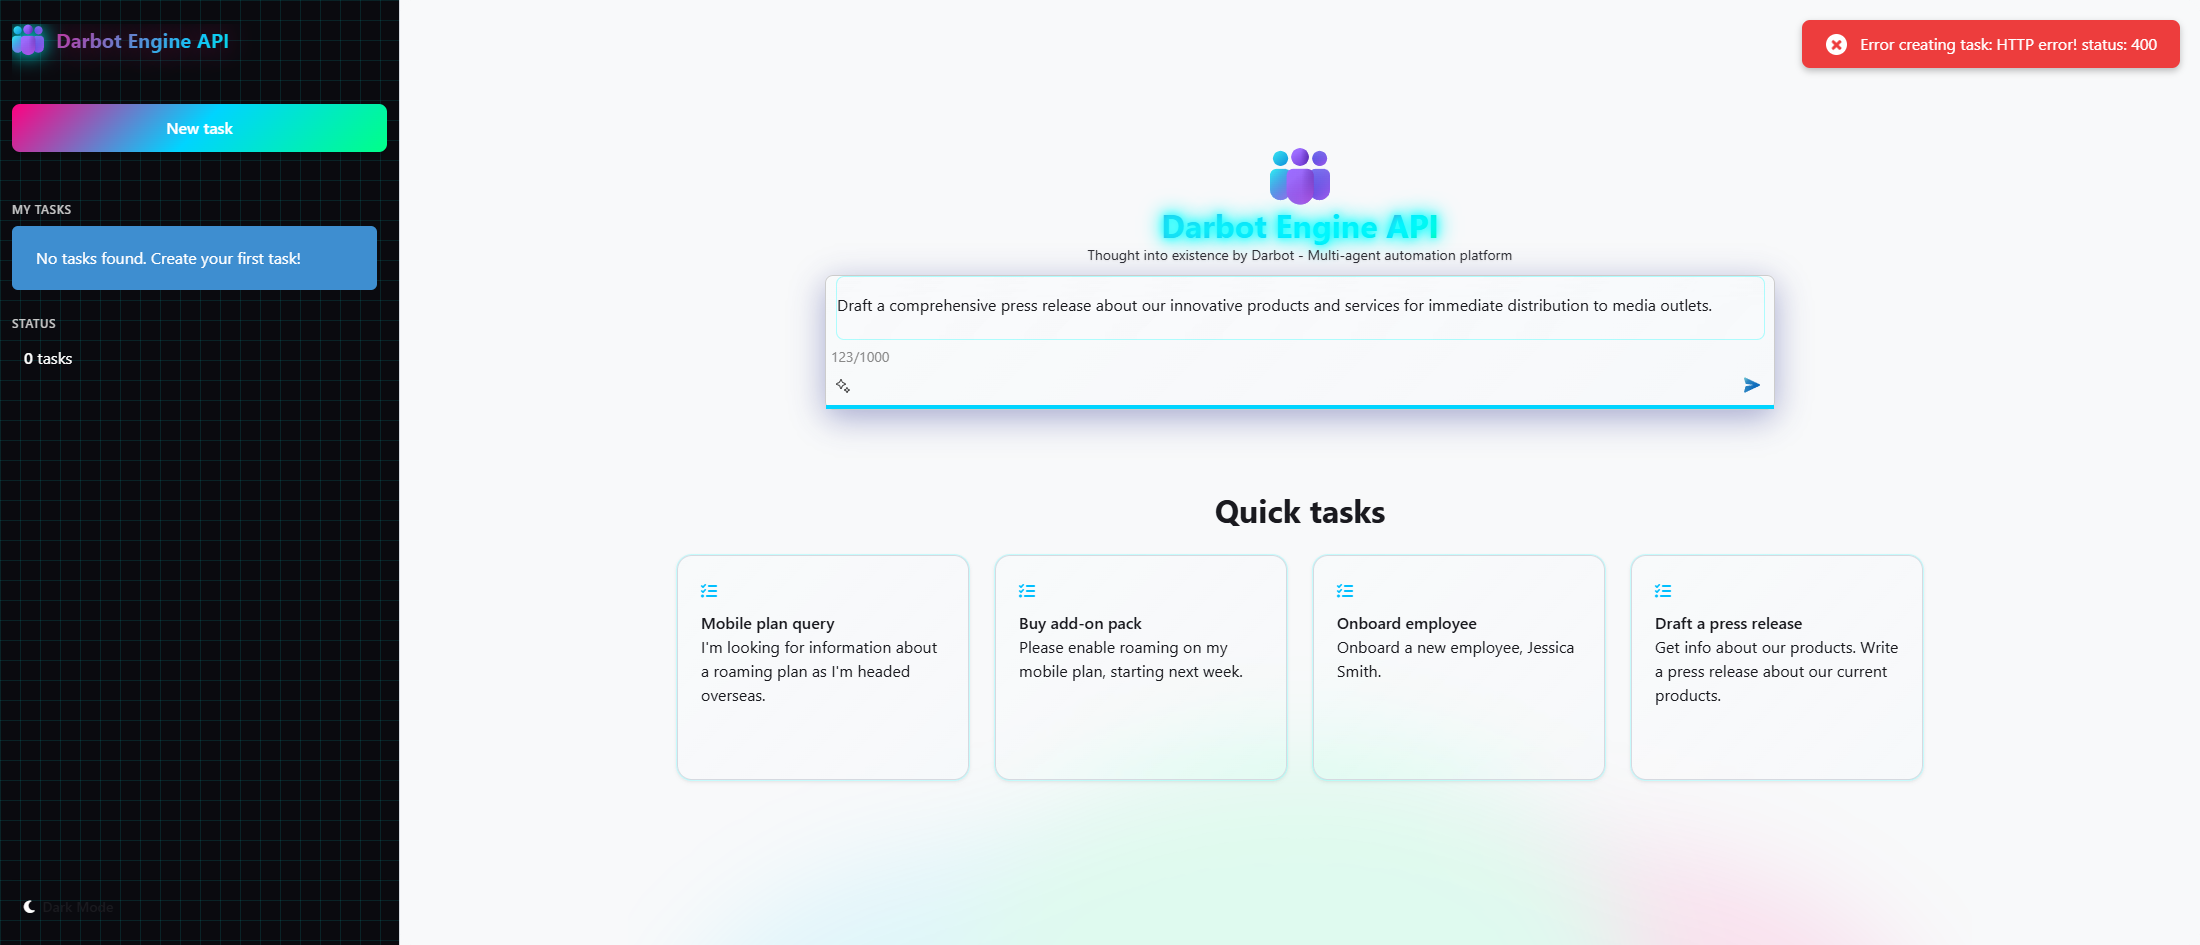 Darbot Engine API
New task
MY TASKS
No tasks found. Create your first task!
STATUS
0 tasks
Dark Mode
Error creating task: HTTP error! status: 400
Darbot Engine API
Thought into existence by Darbot - Multi-agent automation platform
Draft a comprehensive press release about our innovative products and services for immediate distribution to media outlets.
123/1000
Quick tasks
Mobile plan query
I'm looking for information about
a roaming plan as I'm headed
overseas.
Buy add-on pack
Please enable roaming on my
mobile plan, starting next week.
Onboard employee
Onboard a new employee, Jessica
Smith.
Draft a press release
Get info about our products. Write
a press release about our current
products.